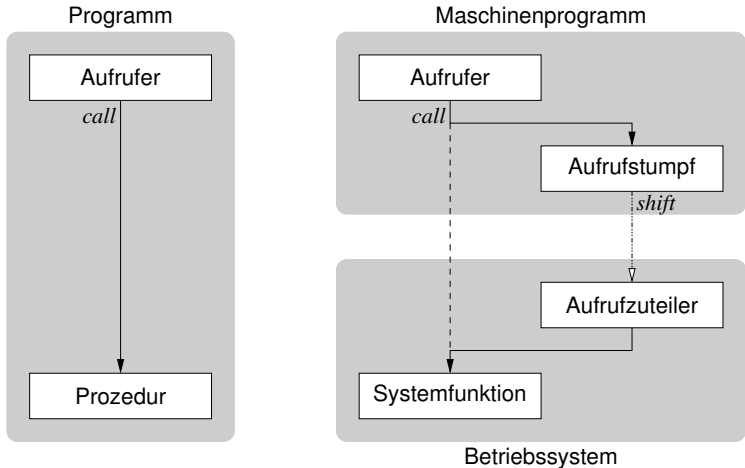 Programm
Aufrufer
call
Prozedur
Maschinenprogramm
Aufrufer
call
Aufrufstumpf
shift
Aufrufzuteiler
Systemfunktion
Betriebssystem